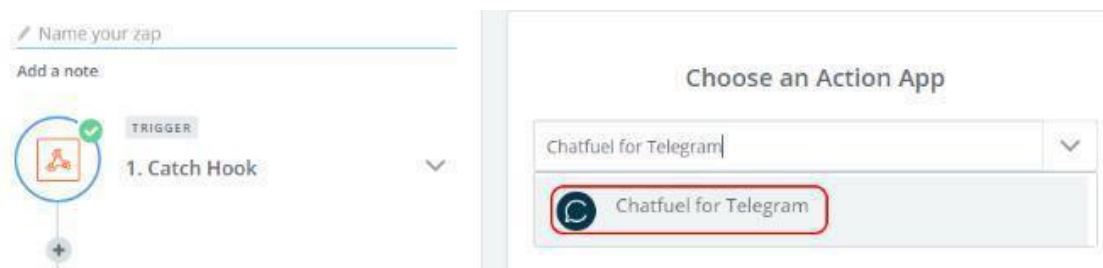 Name your zap
Add a note
TRIGGER
1. Catch Hook
Choose an Action App
Chatfuel for Telegram
Chatfuel for Telegram